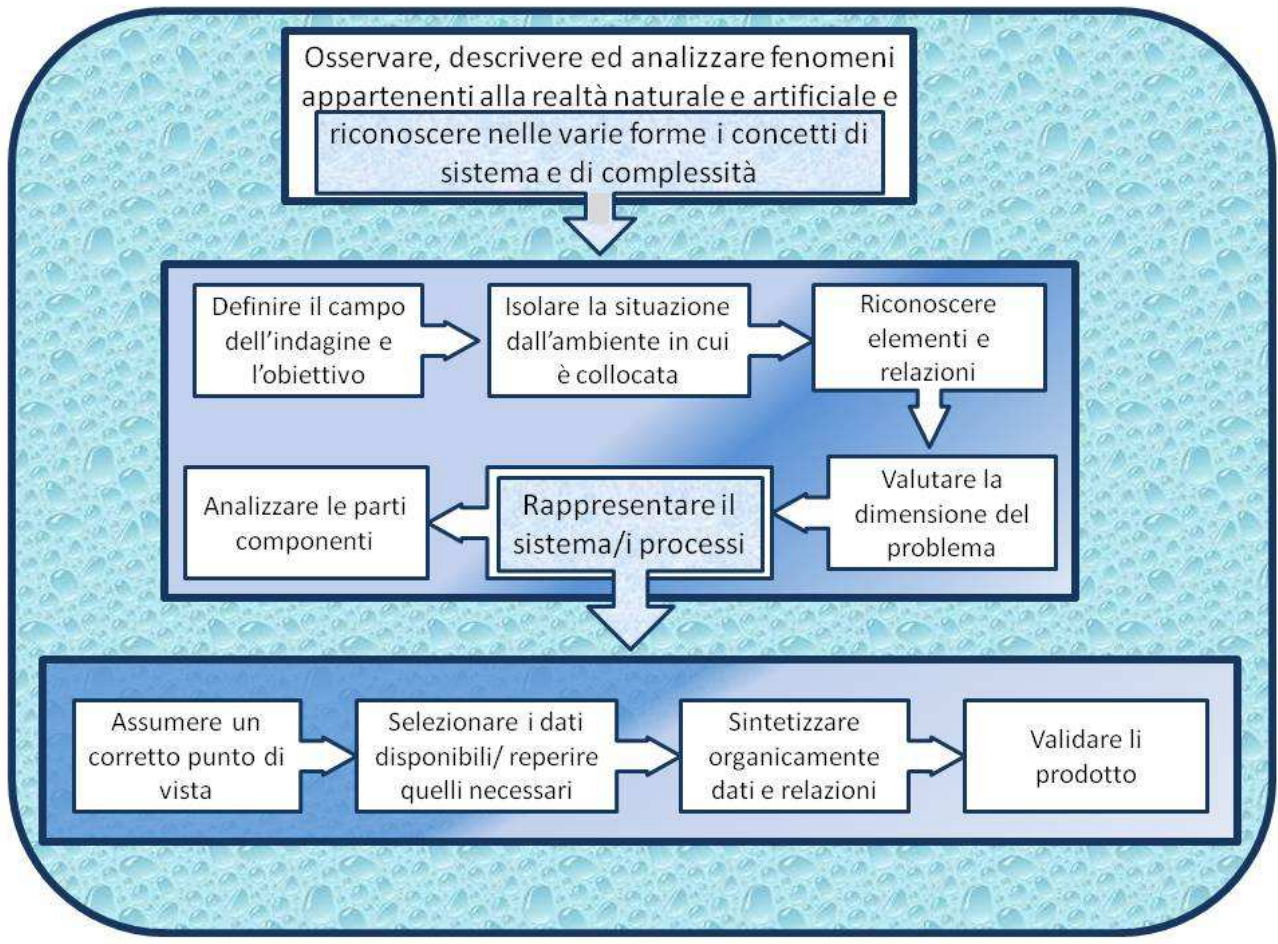 Osservare, descrivere ed analizzare fenomeni
appartenenti alla realtà naturale e artificiale e
riconoscere nelle varie forme i concetti di
sistema e di complessità
Definire il campo
dell'indagine e
l'obiettivo
Isolare la situazione
dall'ambiente in cui
è collocata
Riconoscere
elementi e
relazioni
Valutare la
dimensione del
problema
Rappresentare il
sistema/i processi
Analizzare le parti
componenti
Assumere un
corretto punto di
vista
Selezionare i dati
disponibili/ reperire
quelli necessari
Sintetizzare
organicamente
dati e relazioni
Validare li
prodotto